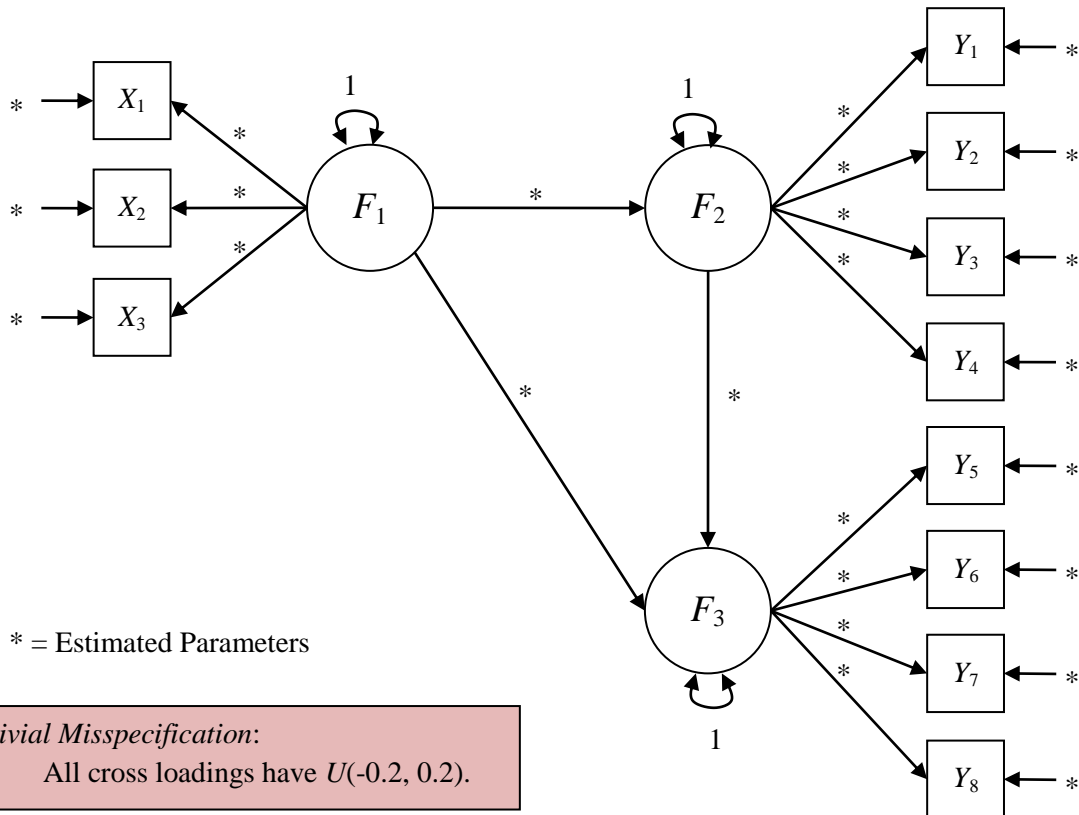 Y1 *
1 1
* X1 * * Y2 *
*
* X2 * F1 * F2 * Y3 *
*
* X3 * * Y4 *
* *
* Y5 *
* Y6 *
F3 * Y7 *
* Y8 *
1
* = Estimated Parameters
Misspecification:
All cross loadings have U(-0.2, 0.2).